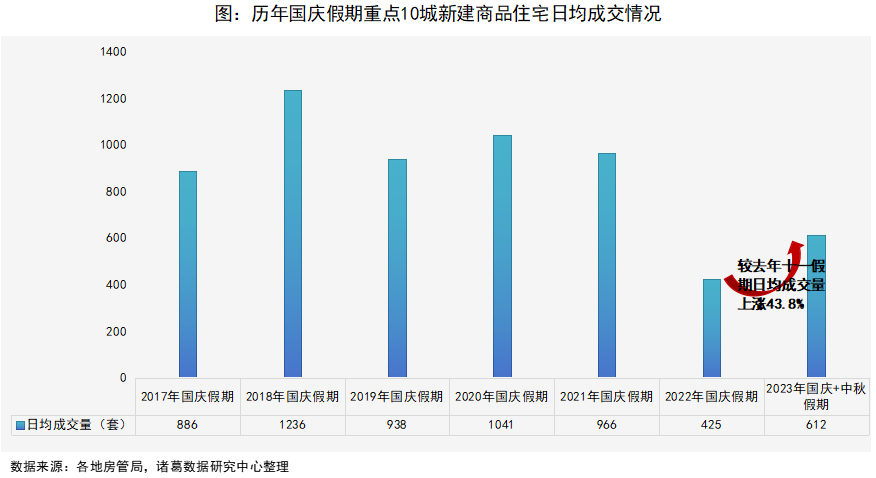 图：历年国庆假期重点10城新建商品住宅日均成交情况
1400
1200
1000
800
600
400
200
0
较去年十一假
期日均成交量
上涨43.8%
2017年国庆假期 2018年国庆假期 2019年国庆假期 2020年国庆假期 2021年国庆假期 2022年国庆假期 2023年国庆+中秋
假期
日均成交量（套） 886 1236 938 1041 966 425 612
数据来源：各地房管局，诸葛数据研究中心整理